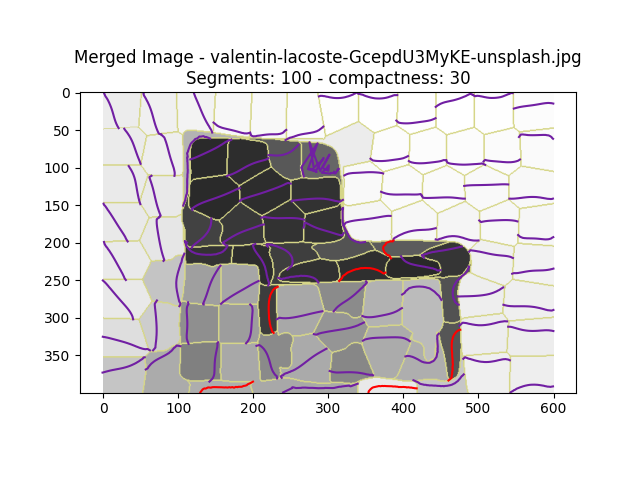 Merged Image - valentin-lacoste-GcepdU3MyKE-unsplash.jpg
Segments: 100 - compactness: 30
0
50
100
150
200
250
300
350
0 100 200 300 400 500 600